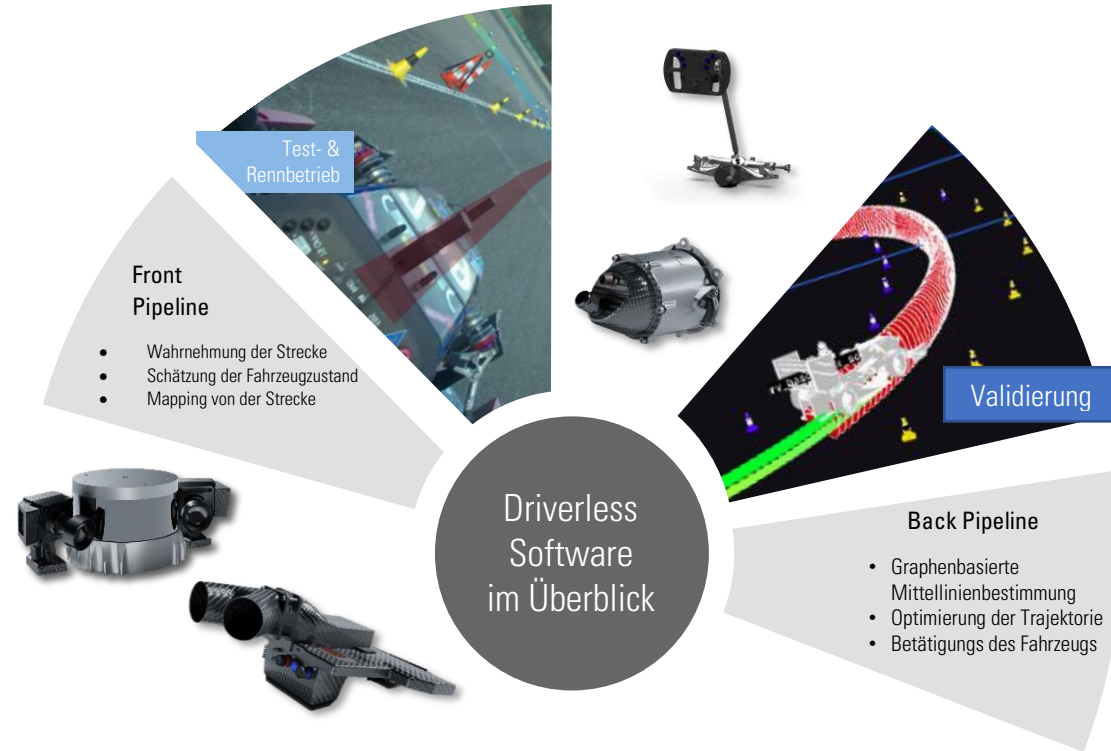 Test- &
Rennbetrieb
Front
Pipeline
• Wahrnehmung der Strecke
• Schätzung der Fahrzeugzustand
• Mapping von der Strecke
Validierung
Driverless
Software
im Überblick
Back Pipeline
• Graphenbasierte
Mittellinienbestimmung
• Optimierung der Trajektorie
• Betätigungs des Fahrzeugs